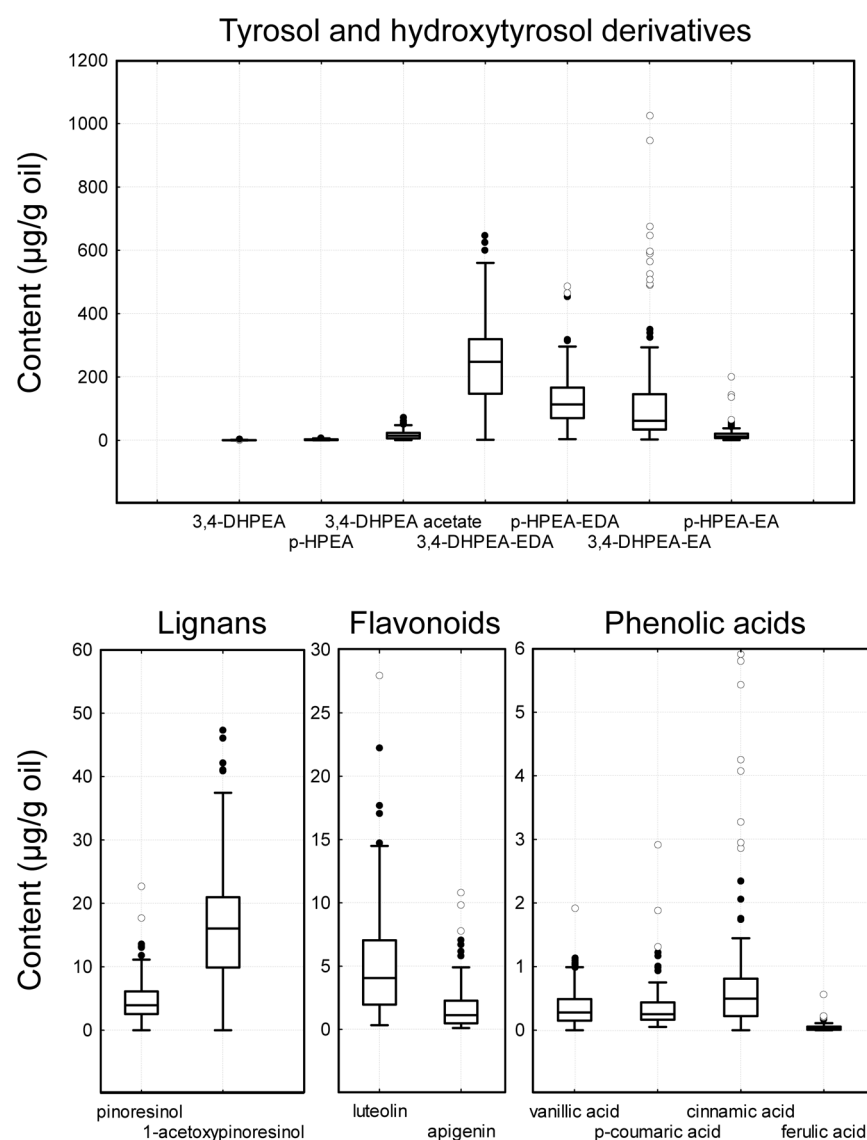 Tyrosol and hydroxytyrosol derivatives
Content (µg/g oil)
1200
1000
800
600
400
200
0
3,4-DHPEA 3,4-DHPEA acetate p-HPEA-EDA p-HPEA-EA
p-HPEA 3,4-DHPEA-EDA 3,4-DHPEA-EA
Lignans Flavonoids Phenolic acids
Content (µg/g oil)
60
50
40
30
20
10
0
30
25
20
15
10
5
0
6
5
4
3
2
1
0
pinoresinol
1-acetoxypinoresinol
luteolin
apigenin
vanillic acid cinnamic acid
p-coumaric acid ferulic acid